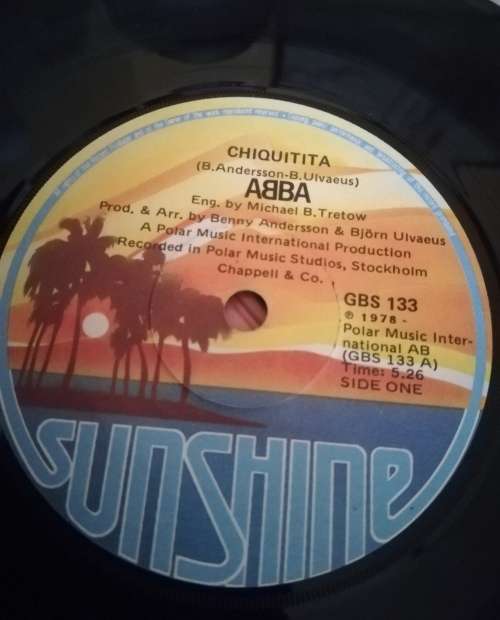 CHIQUITITA
(B.Andersson-B.Ulvaeus)
ABBA
Eng. by Michael B.Tretow
Prod. & Arr. by Benny Andersson & Björn Ulvaeus
A Polar Music International Production
Recorded in Polar Music Studios, Stockholm
Chappell & Co.
GBS 133
℗ 1978 -
Polar Music Inter-
national AB
(GBS 133 A)
Time: 5.26
SIDE ONE
SUNSHINE